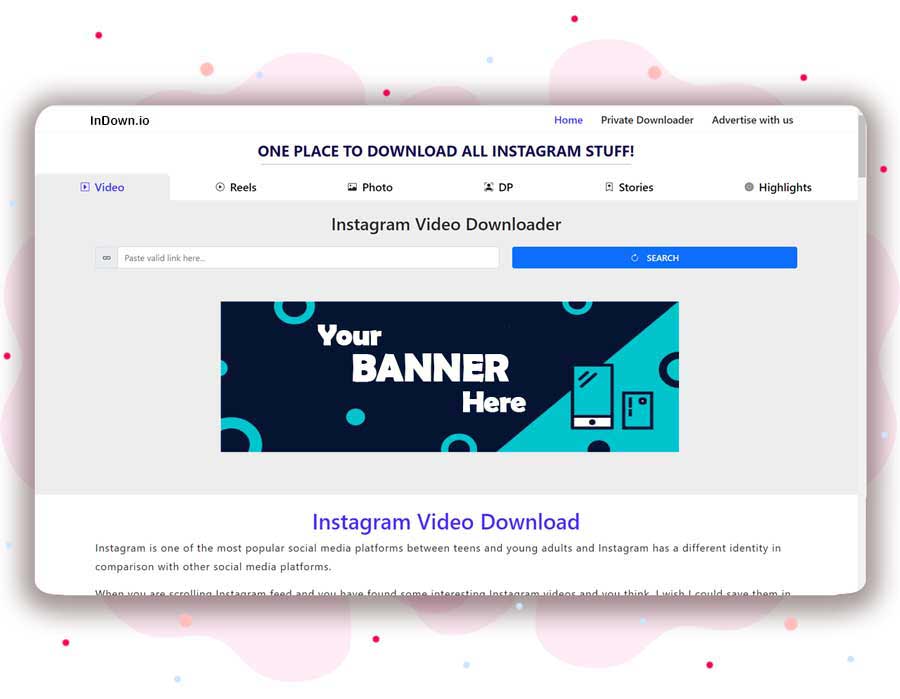 InDown.io
Home Private Downloader Advertise with us
ONE PLACE TO DOWNLOAD ALL INSTAGRAM STUFF!
Video Reels Photo DP Stories Highlights
Instagram Video Downloader
Paste valid link here... SEARCH
Your
BANNER
Here
Instagram Video Download
Instagram is one of the most popular social media platforms between teens and young adults and Instagram has a different identity in
comparison with other social media platforms.
When you are scrolling Instagram feed and you have found some interesting Instagram videos and you think, I wish I could save them in